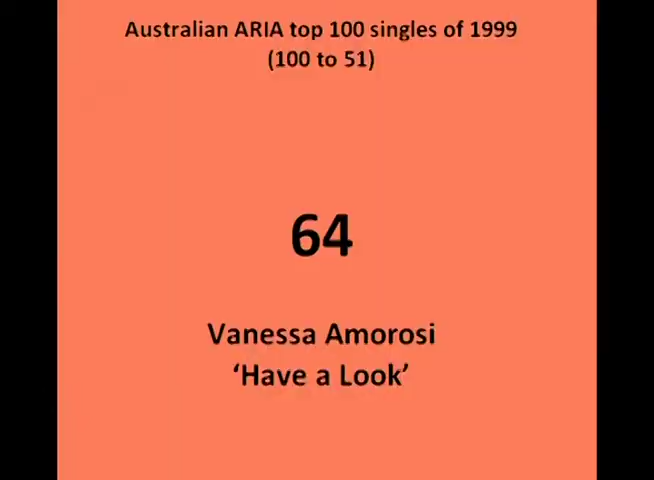 Australian ARIA top 100 singles of 1999
(100 to 51)
64
Vanessa Amorosi
‘Have a Look’